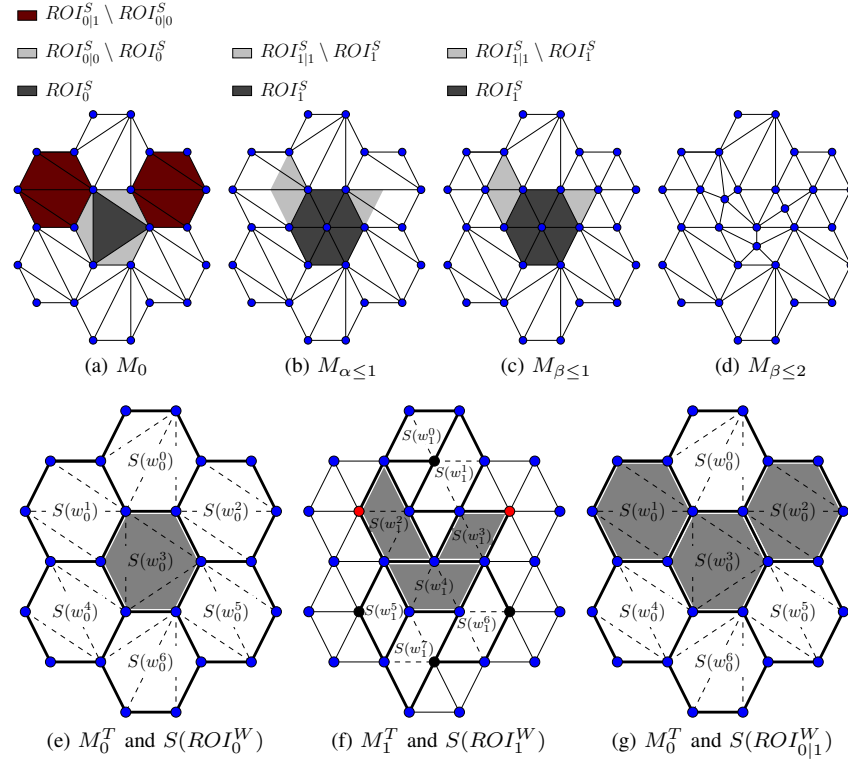 ROI^S_{0|1} \ ROI^S_{0|0}
ROI^S_{0|0} \ ROI^S_0 ROI^S_{1|1} \ ROI^S_1 ROI^S_{1|1} \ ROI^S_1
ROI^S_0 ROI^S_1 ROI^S_1
(a) M_0 (b) M_{α≤1} (c) M_{β≤1} (d) M_{β≤2}
S(w^0_0)
S(w^1_0) S(w^2_0)
S(w^3_0)
S(w^4_0) S(w^5_0)
S(w^6_0)
S(w^0_1)
S(w^1_1)
S(w^2_1) S(w^3_1)
S(w^4_1)
S(w^5_1) S(w^6_1)
S(w^7_1)
S(w^0_0)
S(w^1_0) S(w^2_0)
S(w^3_0)
S(w^4_0) S(w^5_0)
S(w^6_0)
(e) M^T_0 and S(ROI^W_0) (f) M^T_1 and S(ROI^W_1) (g) M^T_0 and S(ROI^W_{0|1})